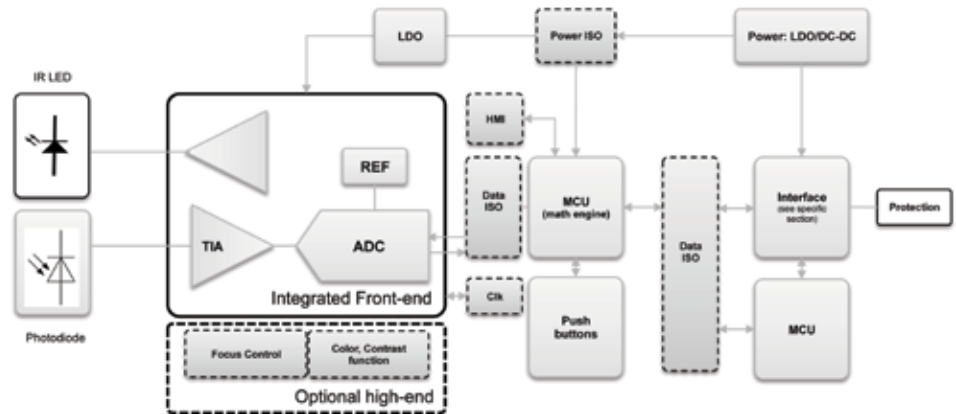 LDO
Power ISO
Power: LDO/DC-DC
IR LED
HMI
REF
Data
ISO
MCU
(math engine)
Interface
(see specific
section)
Protection
TIA
ADC
Data
ISO
Integrated Front-end
Clk
Push
buttons
MCU
Photodiode
Focus Control
Color, Contrast
function
Optional high-end